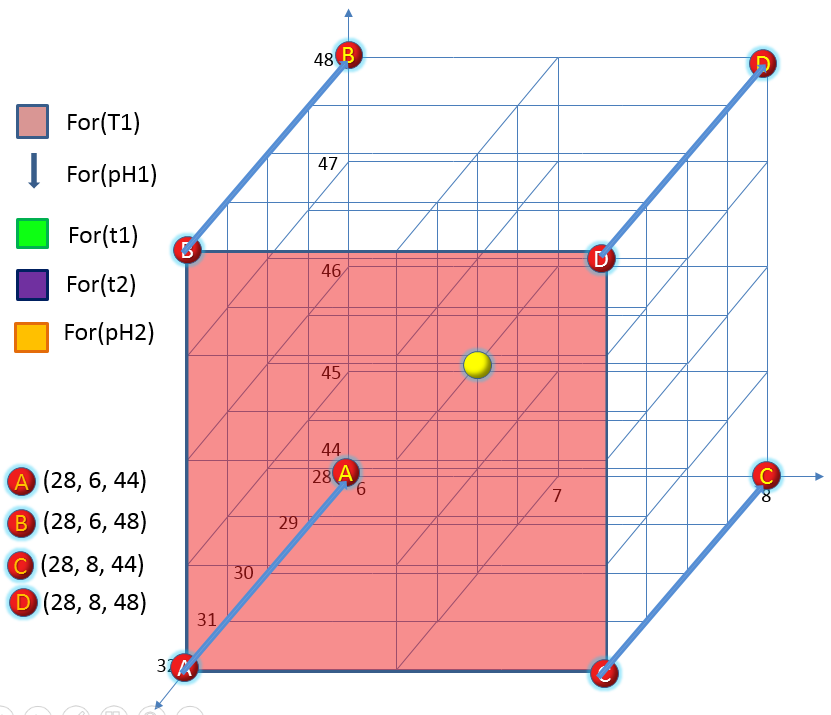 B
D
48
For(T1)
47
For(pH1)
For(t1)
B
D
46
For(t2)
For(pH2)
45
44
A (28, 6, 44)
28
A
6
7
C
8
B (28, 6, 48)
29
C (28, 8, 44)
30
D (28, 8, 48)
31
32
A
C